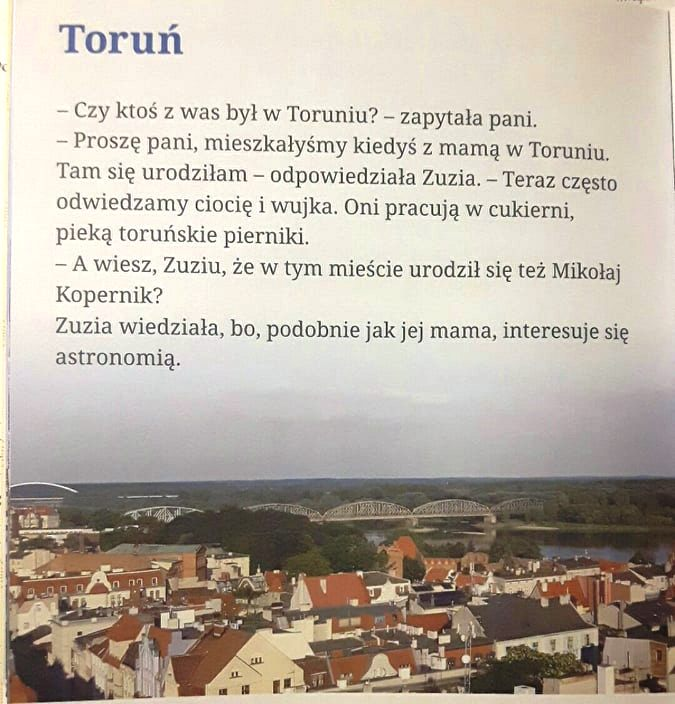 Toruń
– Czy ktoś z was był w Toruniu? – zapytała pani.
– Proszę pani, mieszkałyśmy kiedyś z mamą w Toruniu.
Tam się urodziłam – odpowiedziała Zuzia. – Teraz często
odwiedzamy ciocię i wujka. Oni pracują w cukierni,
pieką toruńskie pierniki.
– A wiesz, Zuziu, że w tym mieście urodził się też Mikołaj
Kopernik?
Zuzia wiedziała, bo, podobnie jak jej mama, interesuje się
astronomią.